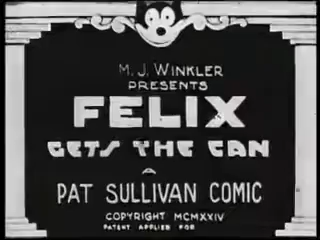 M. J. WINKLER
PRESENTS
FELIX
GETS THE CAN
A
PAT SULLIVAN COMIC
COPYRIGHT MCMXXIV
PATENT APPLIED FOR